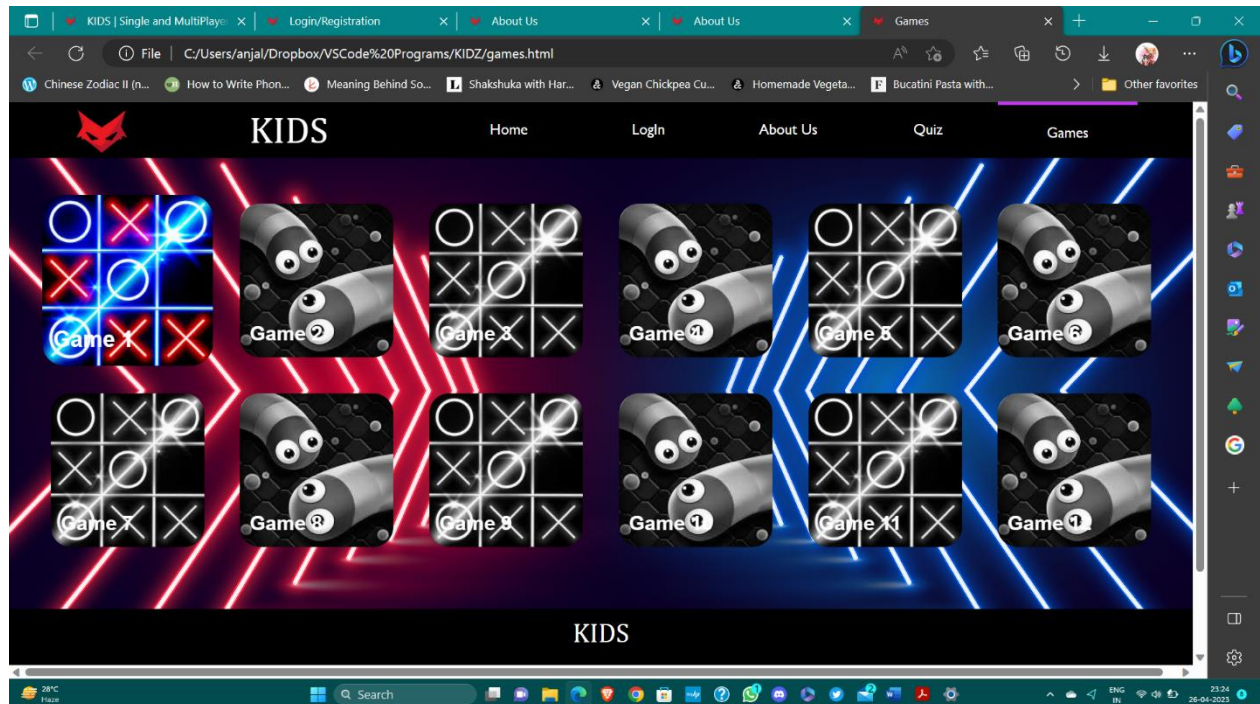 KIDS | Single and MultiPlaye
Login/Registration
About Us
About Us
Games
File | C:/Users/anjal/Dropbox/VSCode%20Programs/KIDZ/games.html
Chinese Zodiac II (n...
How to Write Phon...
Meaning Behind So...
Shakshuka with Har...
Vegan Chickpea Cu...
Homemade Vegeta...
Bucatini Pasta with...
Other favorites
KIDS
Home
LogIn
About Us
Quiz
Games
Game 1
Game 2
Game 3
Game 4
Game 5
Game 6
Game 7
Game 8
Game 9
Game 11
KIDS
28°C
Haze
Search
ENG
IN
23:24
26-04-2023